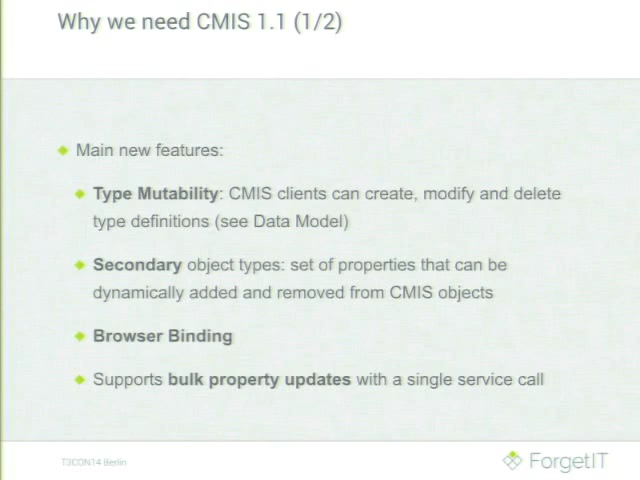 Why we need CMIS 1.1 (1/2)
Main new features:
Type Mutability: CMIS clients can create, modify and delete
type definitions (see Data Model)
Secondary object types: set of properties that can be
dynamically added and removed from CMIS objects
Browser Binding
Supports bulk property updates with a single service call
T3CON14 Berlin
ForgetIT